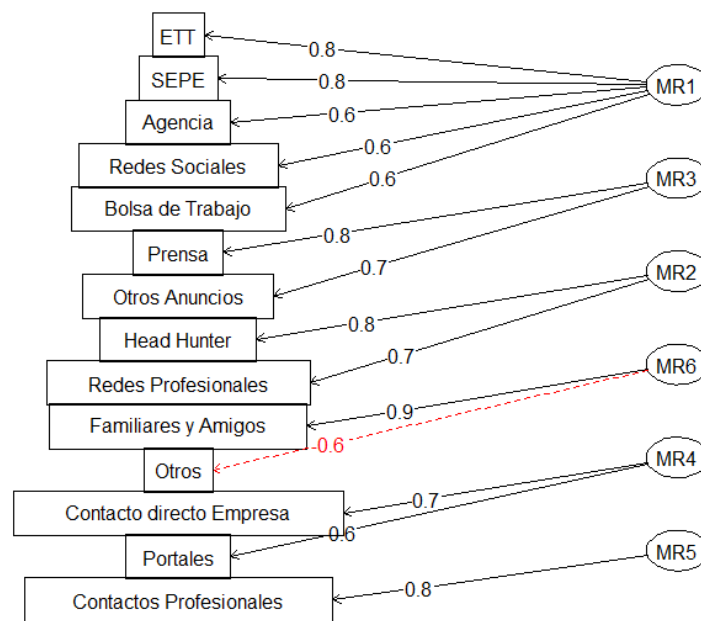 ETT
0.8
SEPE
0.8
MR1
Agencia
0.6
Redes Sociales
0.6
Bolsa de Trabajo
0.6
MR3
Prensa
0.8
Otros Anuncios
0.7
MR2
Head Hunter
0.8
Redes Profesionales
0.7
MR6
Familiares y Amigos
0.9
Otros
-0.6
MR4
Contacto directo Empresa
0.7
Portales
0.6
MR5
Contactos Profesionales
0.8